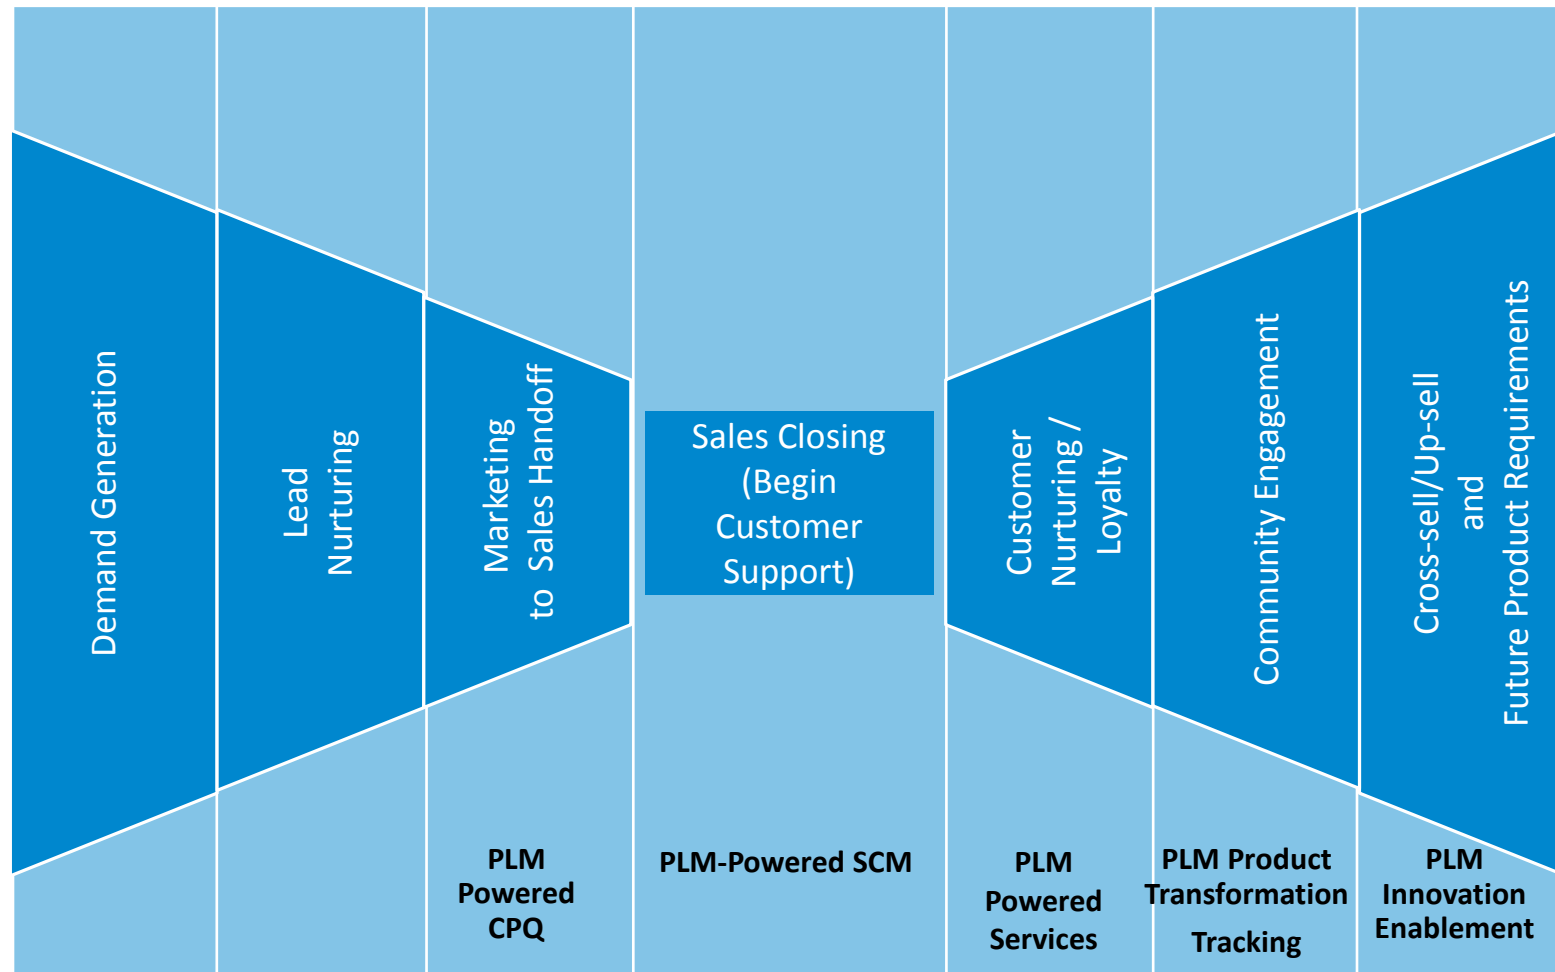 Demand Generation
Lead
Nurturing
Marketing
to Sales Handoff
Sales Closing
(Begin
Customer
Support)
Customer
Nurturing /
Loyalty
Community Engagement
Cross-sell/Up-sell
and
Future Product Requirements
PLM
Powered
CPQ
PLM-Powered SCM
PLM
Powered
Services
PLM Product
Transformation
Tracking
PLM
Innovation
Enablement